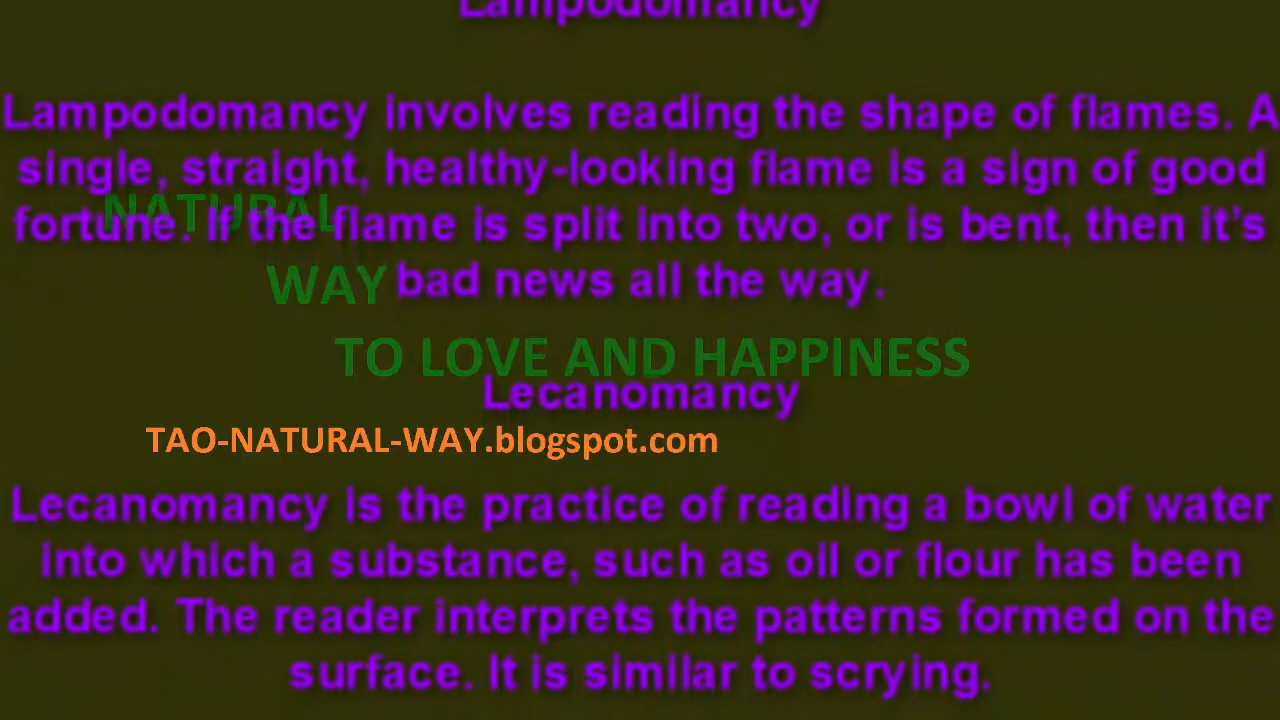 Lampodomancy
Lampodomancy involves reading the shape of flames. A
single, straight, healthy-looking flame is a sign of good
NATURAL
fortune. If the flame is split into two, or is bent, then it’s
WAY
bad news all the way.
TO LOVE AND HAPPINESS
Lecanomancy
TAO-NATURAL-WAY.blogspot.com
Lecanomancy is the practice of reading a bowl of water
into which a substance, such as oil or flour has been
added. The reader interprets the patterns formed on the
surface. It is similar to scrying.